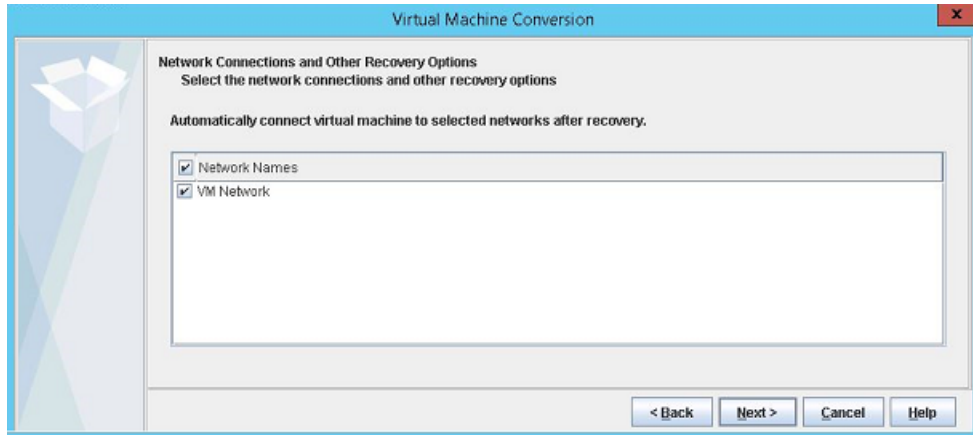 Virtual Machine Conversion
x
Network Connections and Other Recovery Options
Select the network connections and other recovery options
Automatically connect virtual machine to selected networks after recovery.
Network Names
VM Network
< Back Next > Cancel Help